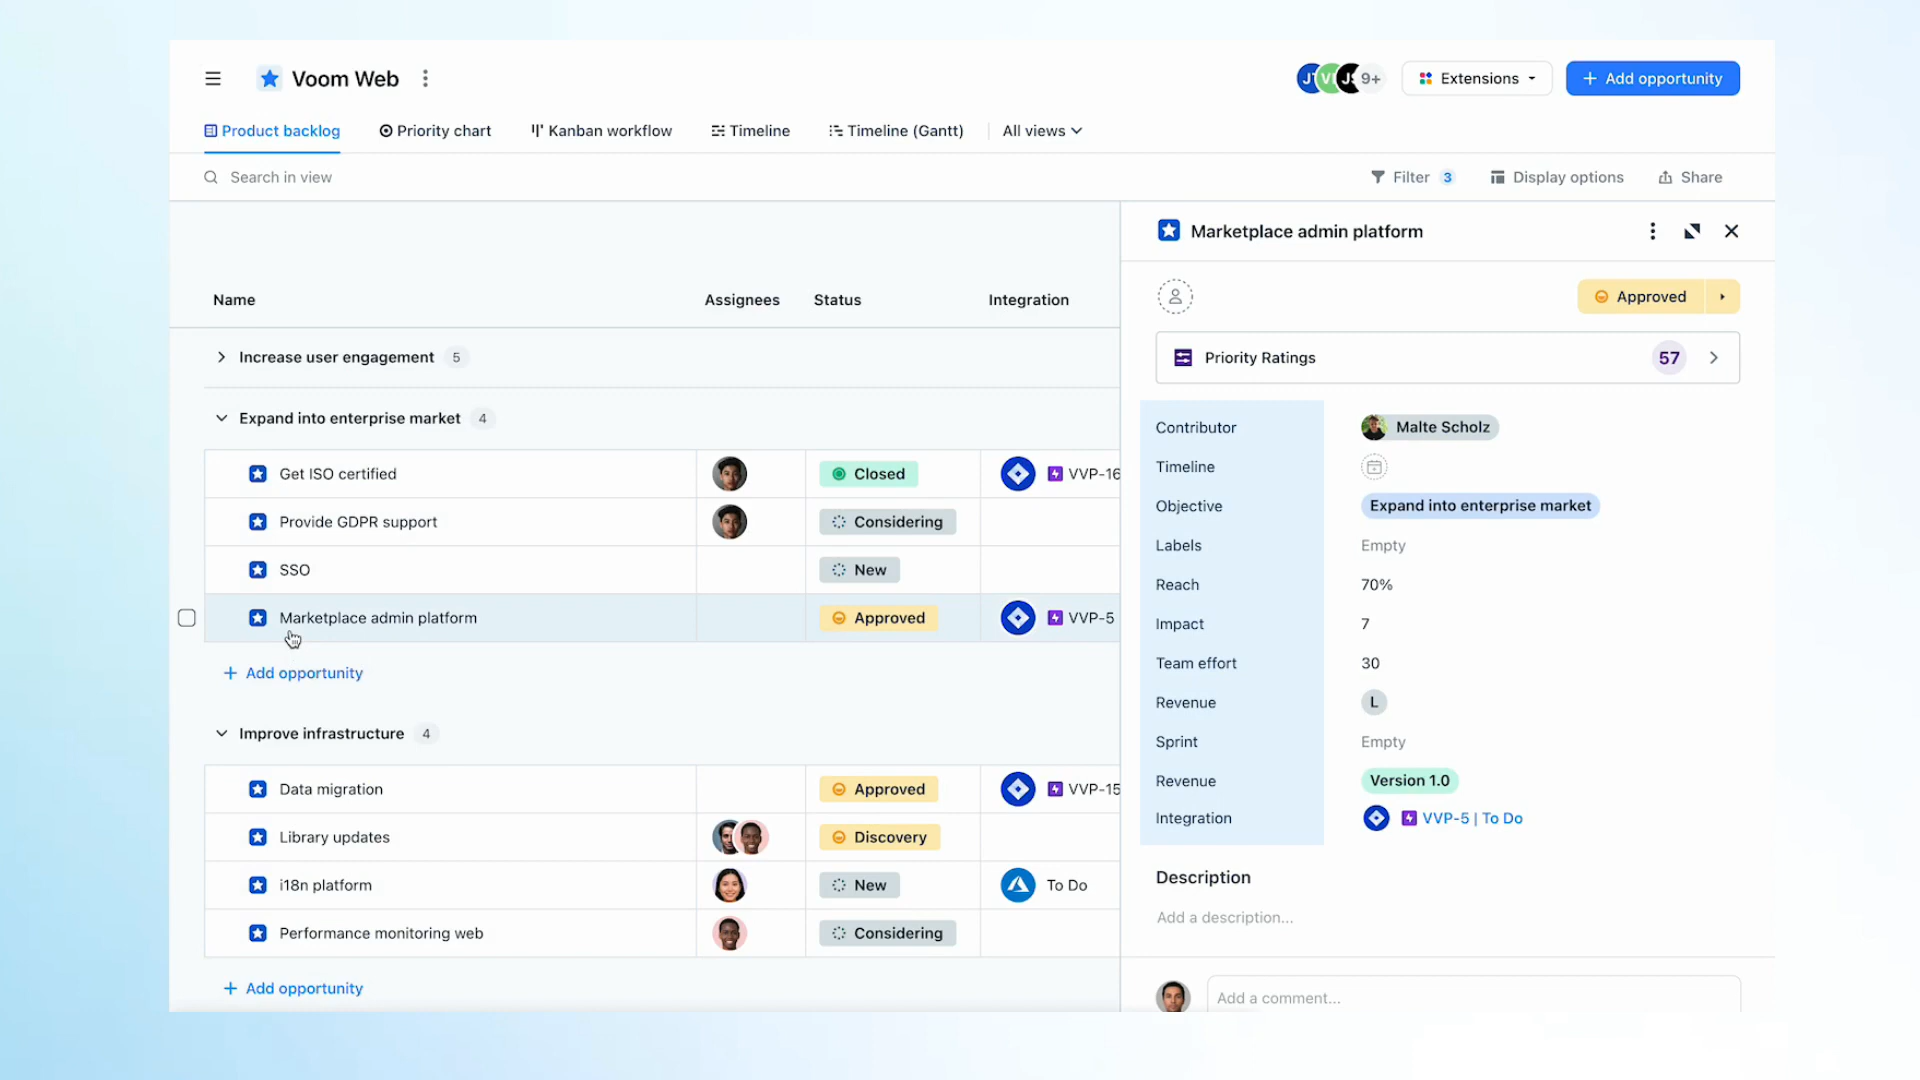 Voom Web
9+
Extensions
Add opportunity
Product backlog
Priority chart
Kanban workflow
Timeline
Timeline (Gantt)
All views
Search in view
Filter 3
Display options
Share
Name
Assignees
Status
Integration
Increase user engagement 5
Expand into enterprise market 4
Get ISO certified
Closed
VVP-16
Provide GDPR support
Considering
SSO
New
Marketplace admin platform
Approved
VVP-5
Add opportunity
Improve infrastructure 4
Data migration
Approved
VVP-15
Library updates
Discovery
i18n platform
New
To Do
Performance monitoring web
Considering
Add opportunity
Marketplace admin platform
Approved
Priority Ratings 57
Contributor Malte Scholz
Timeline
Objective Expand into enterprise market
Labels Empty
Reach 70%
Impact 7
Team effort 30
Revenue L
Sprint Empty
Revenue Version 1.0
Integration VVP-5 | To Do
Description
Add a description...
Add a comment...